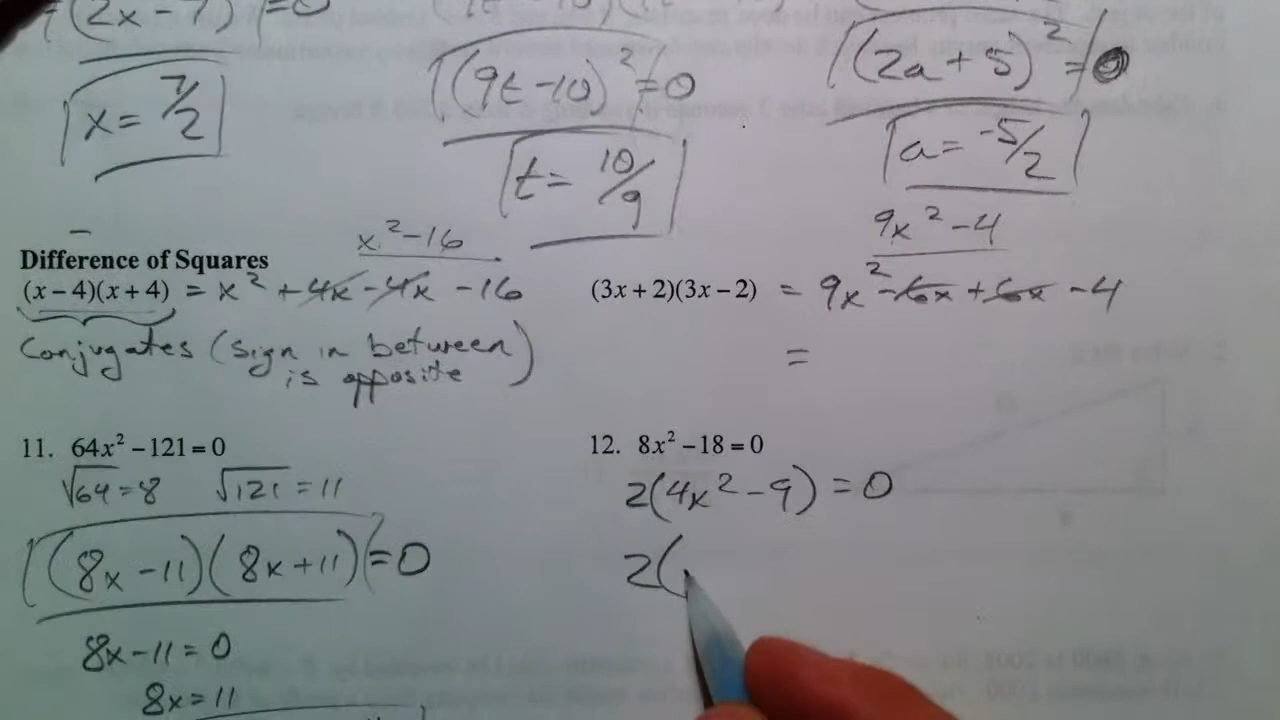 (2x - 7) = 0
x = 7/2
(9t - 10)² = 0
t = 10/9
(2a + 5)² = 0
a = -5/2
Difference of Squares
x² - 16
(x − 4)(x + 4) = x² + 4x - 4x - 16
Conjugates (sign in between
is opposite)
9x² - 4
(3x + 2)(3x − 2) = 9x² - 6x + 6x - 4
=
11. 64x² − 121 = 0
√64 = 8 √121 = 11
(8x - 11)(8x + 11) = 0
8x - 11 = 0
8x = 11
12. 8x² − 18 = 0
2(4x² - 9) = 0
2(